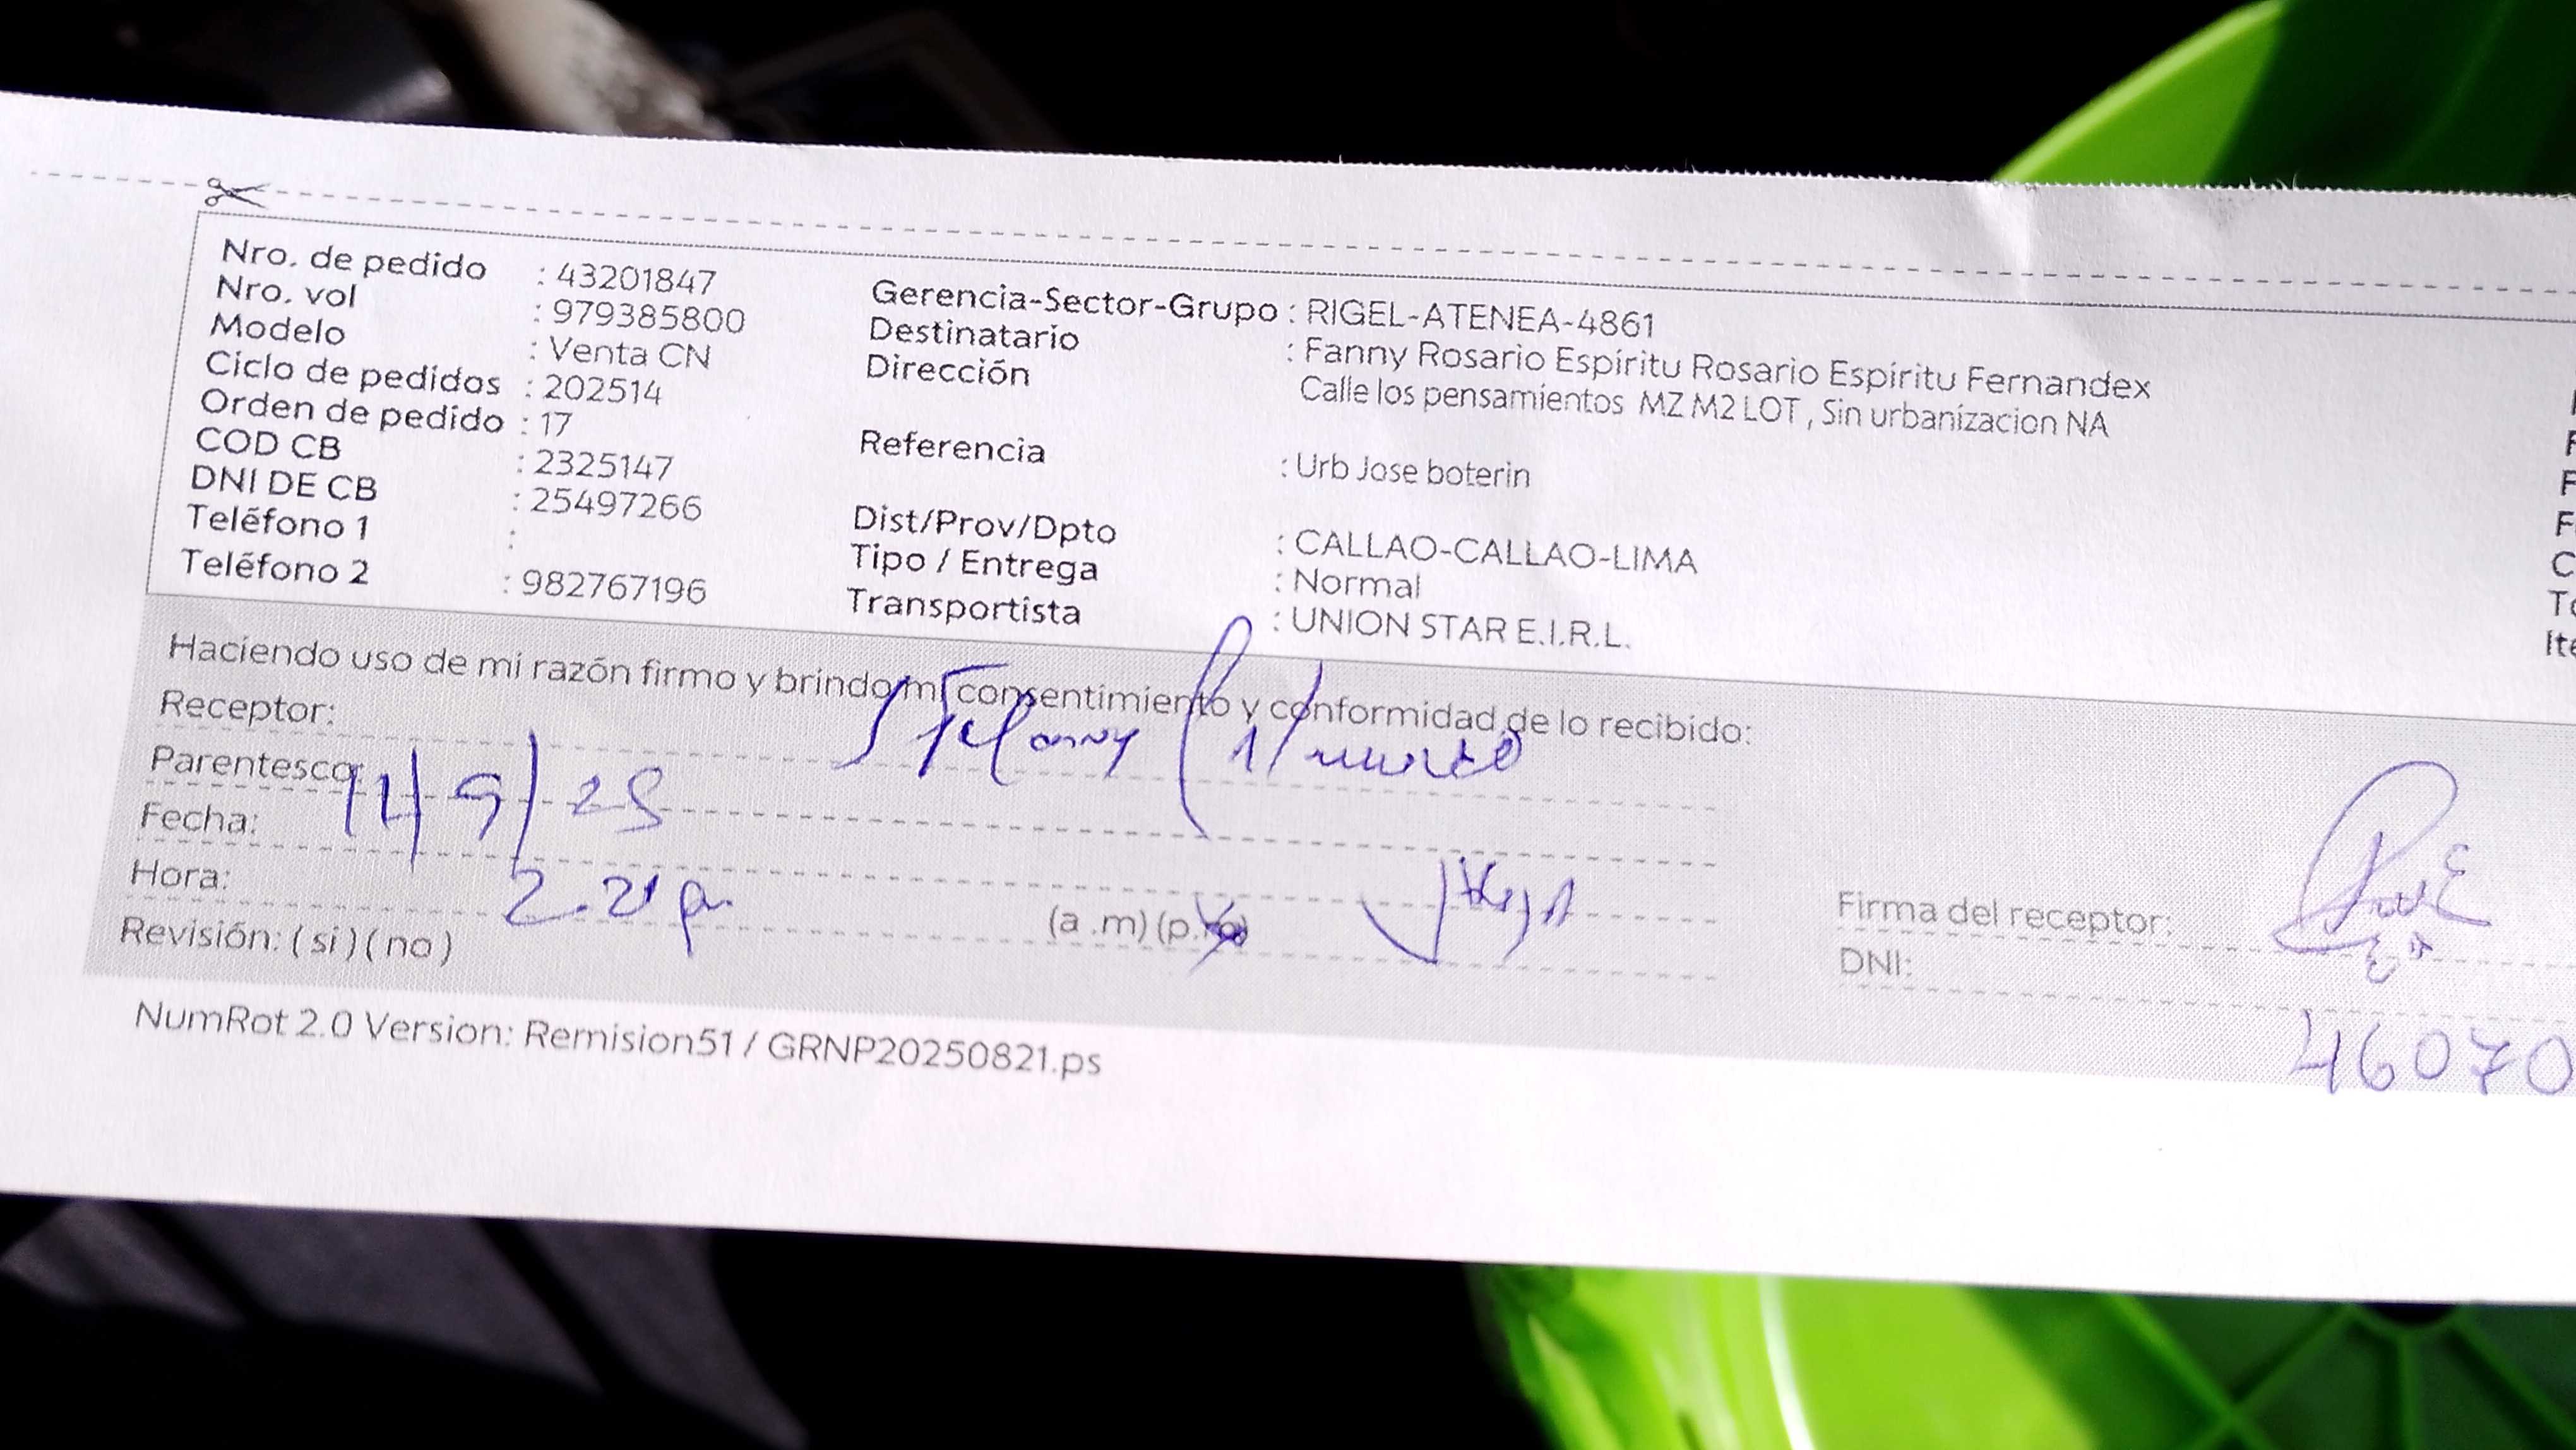 Nro. de pedido : 43201847
Nro. vol : 979385800
Modelo : Venta CN
Ciclo de pedidos : 202514
Orden de pedido : 17
COD CB : 2325147
DNI DE CB : 25497266
Teléfono 1 :
Teléfono 2 : 982767196
Gerencia-Sector-Grupo : RIGEL-ATENEA-4861
Destinatario : Fanny Rosario Espíritu Rosario Espíritu Fernandex
Dirección Calle los pensamientos MZ M2 LOT , Sin urbanizacion NA
Referencia : Urb Jose boterin
Dist/Prov/Dpto : CALLAO-CALLAO-LIMA
Tipo / Entrega : Normal
Transportista : UNION STAR E.I.R.L.
Haciendo uso de mi razón firmo y brindo mi consentimiento y conformidad de lo recibido:
Receptor:
Parentesco:
Fecha: 14/9/25
Hora: 2.21 pm (a .m) (p.m)
Revisión: ( si ) ( no )
Firma del receptor:
DNI: 46070
NumRot 2.0 Version: Remision51 / GRNP20250821.ps